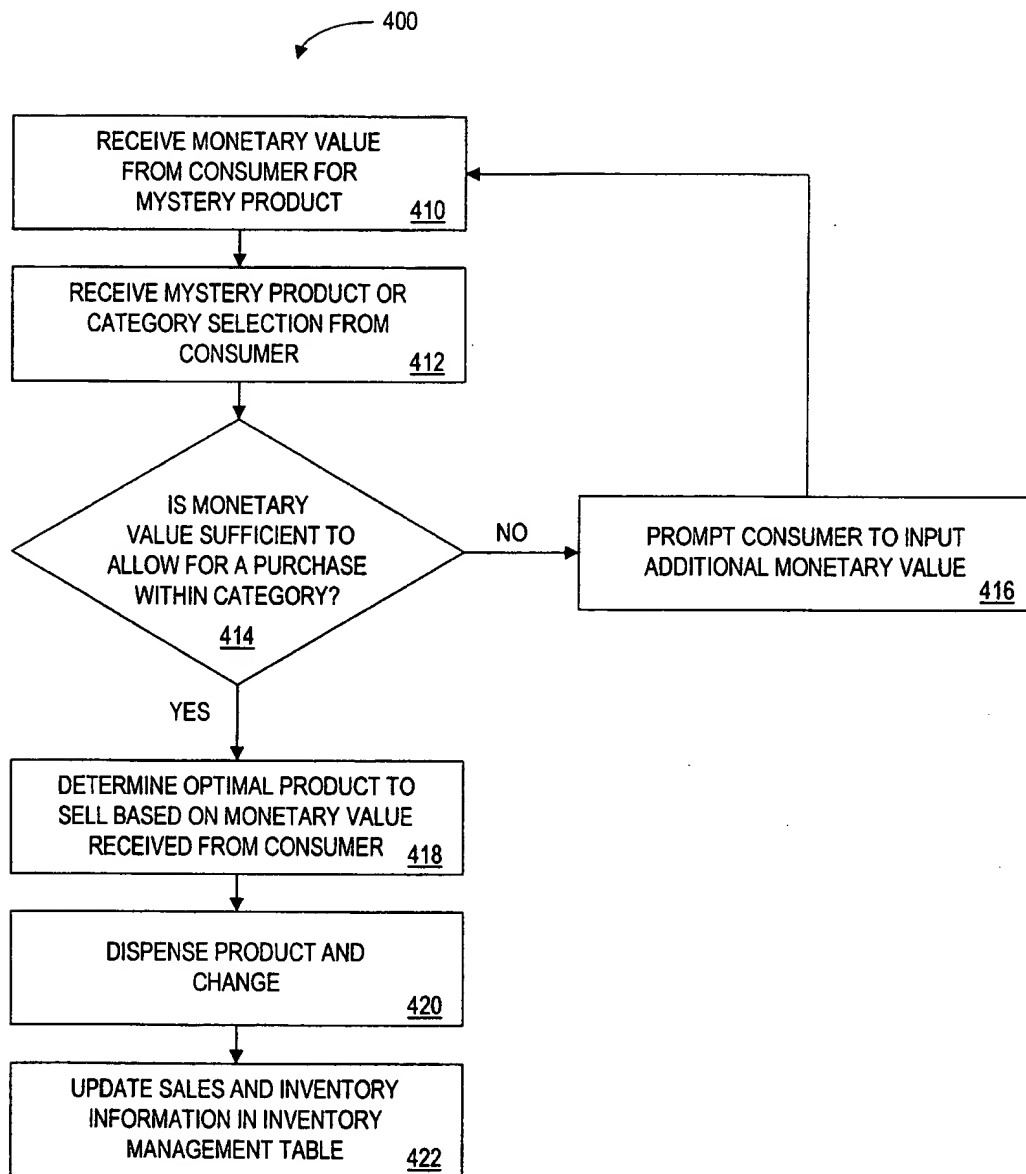 400
RECEIVE MONETARY VALUE
FROM CONSUMER FOR
MYSTERY PRODUCT
410
RECEIVE MYSTERY PRODUCT OR
CATEGORY SELECTION FROM
CONSUMER
412
IS MONETARY
VALUE SUFFICIENT TO
ALLOW FOR A PURCHASE
WITHIN CATEGORY?
414
NO
PROMPT CONSUMER TO INPUT
ADDITIONAL MONETARY VALUE
416
YES
DETERMINE OPTIMAL PRODUCT TO
SELL BASED ON MONETARY VALUE
RECEIVED FROM CONSUMER
418
DISPENSE PRODUCT AND
CHANGE
420
UPDATE SALES AND INVENTORY
INFORMATION IN INVENTORY
MANAGEMENT TABLE
422